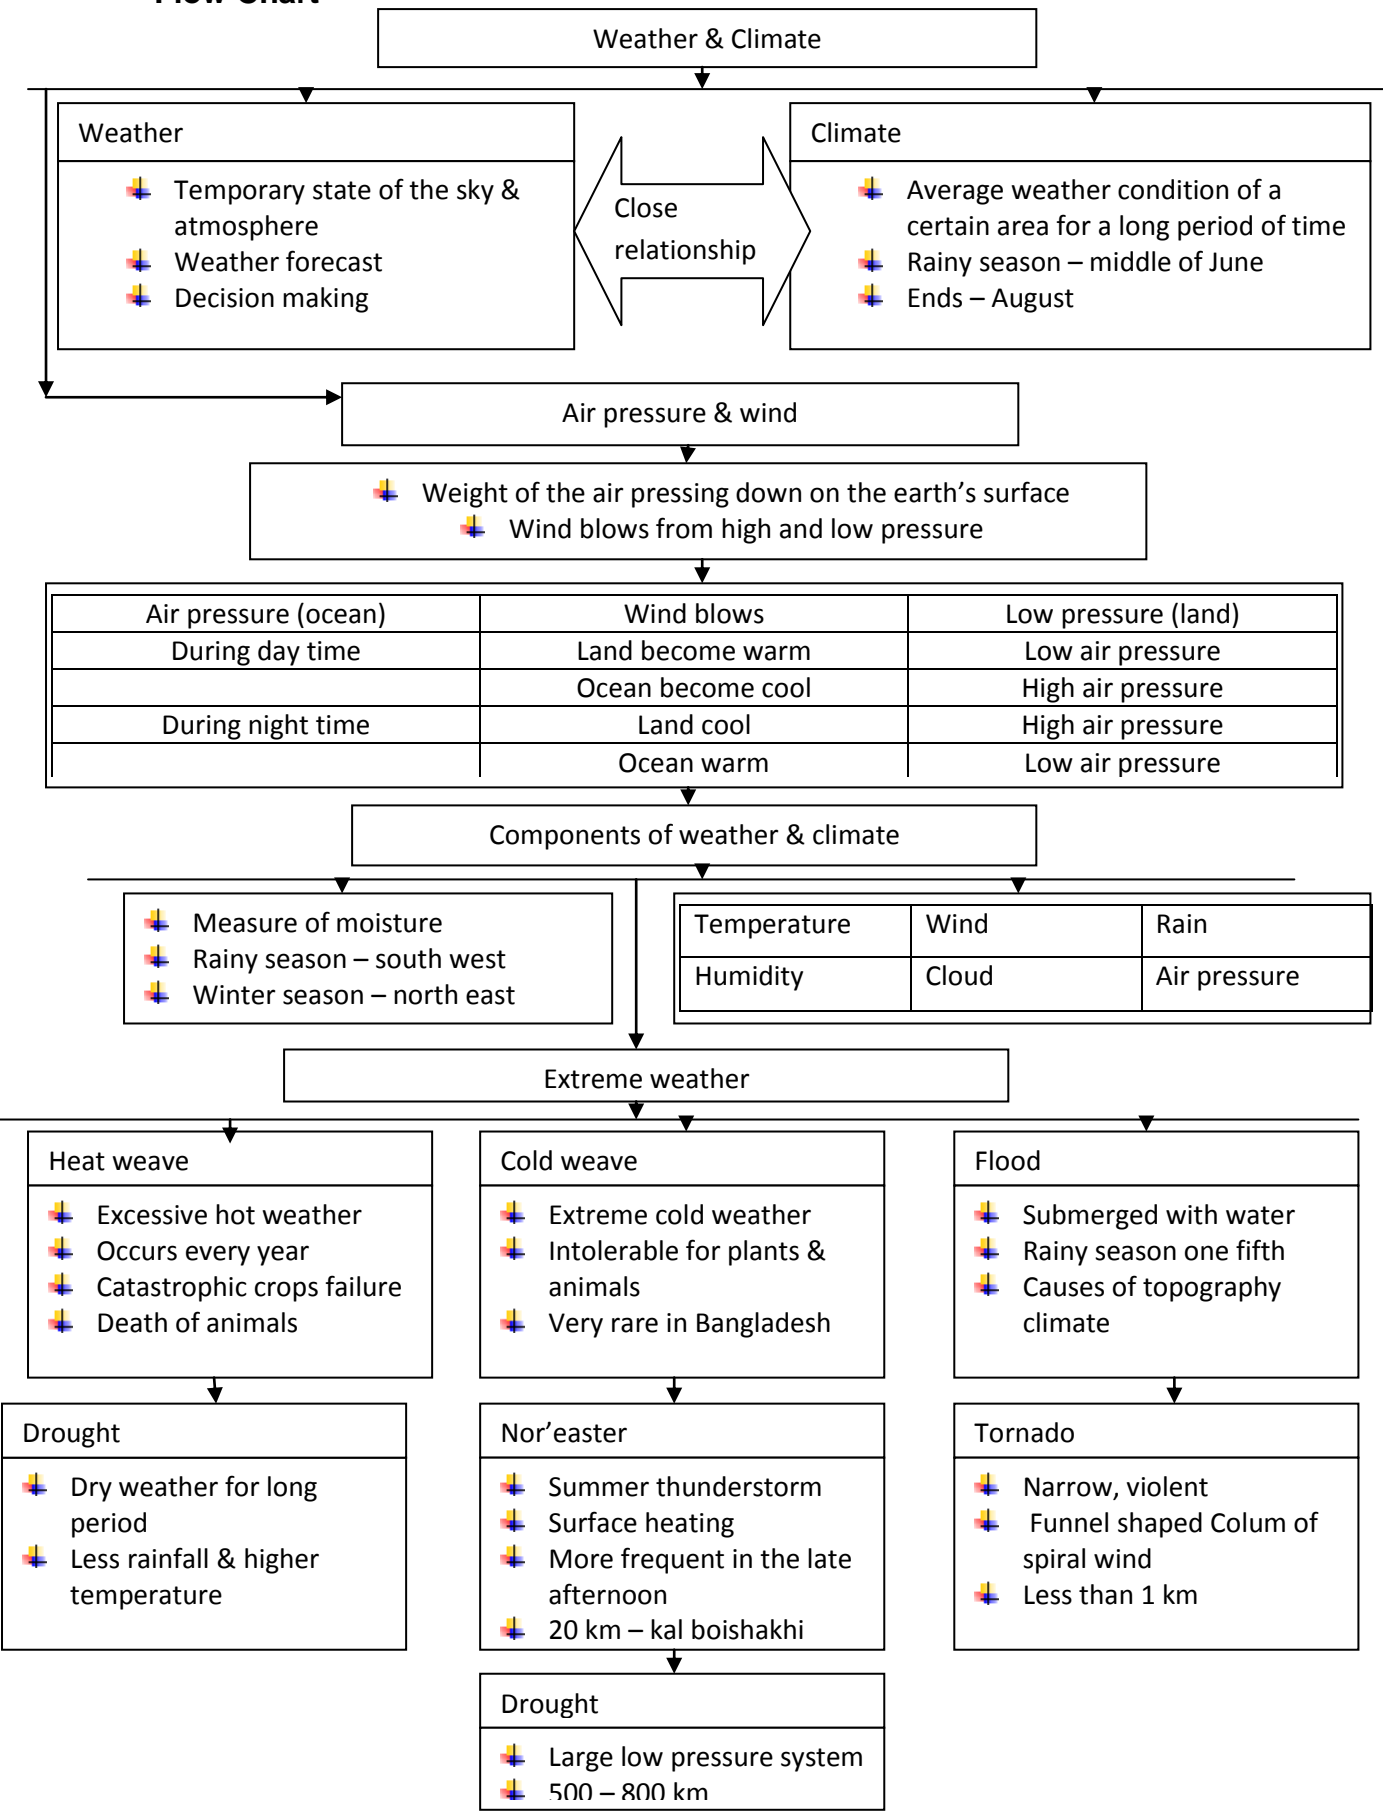 Flow Chart
Weather & Climate
Weather
Temporary state of the sky &
atmosphere
Weather forecast
Decision making
Close
relationship
Climate
Average weather condition of a
certain area for a long period of time
Rainy season – middle of June
Ends – August
Air pressure & wind
Weight of the air pressing down on the earth’s surface
Wind blows from high and low pressure
Air pressure (ocean) Wind blows Low pressure (land)
During day time Land become warm Low air pressure
Ocean become cool High air pressure
During night time Land cool High air pressure
Ocean warm Low air pressure
Components of weather & climate
Measure of moisture
Rainy season – south west
Winter season – north east
Temperature Wind Rain
Humidity Cloud Air pressure
Extreme weather
Heat weave
Excessive hot weather
Occurs every year
Catastrophic crops failure
Death of animals
Cold weave
Extreme cold weather
Intolerable for plants &
animals
Very rare in Bangladesh
Flood
Submerged with water
Rainy season one fifth
Causes of topography
climate
Drought
Dry weather for long
period
Less rainfall & higher
temperature
Nor’easter
Summer thunderstorm
Surface heating
More frequent in the late
afternoon
20 km – kal boishakhi
Tornado
Narrow, violent
Funnel shaped Colum of
spiral wind
Less than 1 km
Drought
Large low pressure system
500 – 800 km